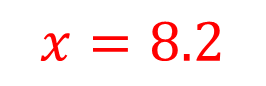 x = 8.2